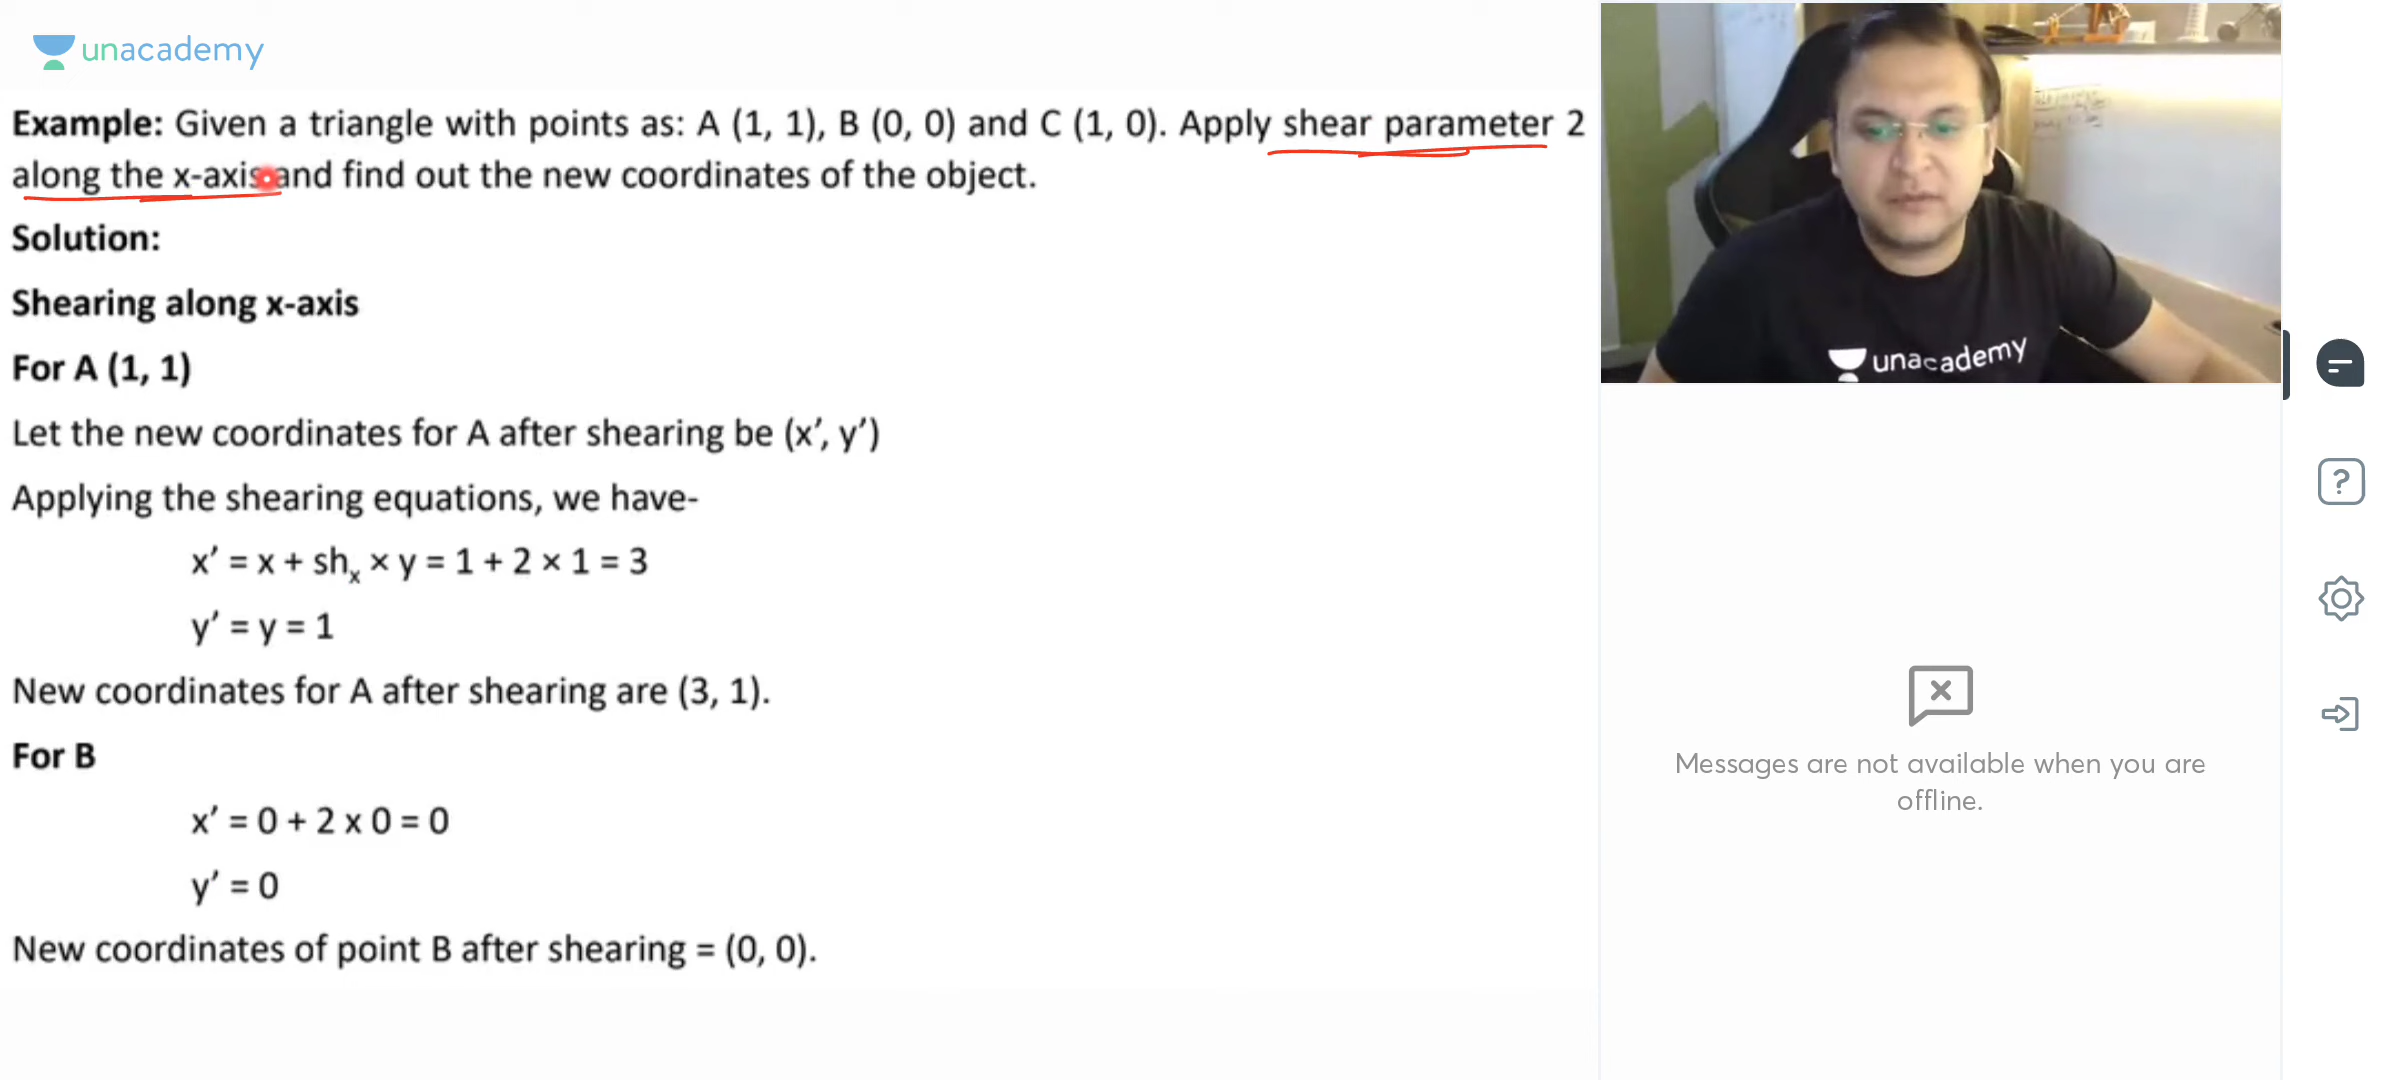 unacademy
Example: Given a triangle with points as: A (1, 1), B (0, 0) and C (1, 0). Apply shear parameter 2
along the x-axis and find out the new coordinates of the object.
Solution:
Shearing along x-axis
For A (1, 1)
Let the new coordinates for A after shearing be (x′, y′)
Applying the shearing equations, we have-
x′ = x + shₓ × y = 1 + 2 × 1 = 3
y′ = y = 1
New coordinates for A after shearing are (3, 1).
For B
x′ = 0 + 2 x 0 = 0
y′ = 0
New coordinates of point B after shearing = (0, 0).
unacademy
?
Messages are not available when you are
offline.